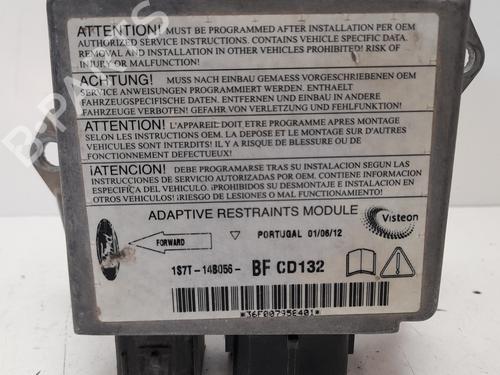 ATTENTION! MUST BE PROGRAMMED AFTER INSTALLATION PER OEM
AUTHORIZED SERVICE INSTRUCTIONS. CONTAINS VEHICLE SPECIFIC DATA.
REMOVAL AND INSTALLATION IN OTHER VEHICLES PROHIBITED! RISK OF
INJURY OR MALFUNCTION!
ACHTUNG! MUSS NACH EINBAU GEMAESS VORGESCHRIEBENEN OEM
SERVICE ANWEISUNGEN PROGRAMMIERT WERDEN. ENTHAELT
FAHRZEUGSPEZIFISCHE DATEN. ENTFERNEN UND EINBAU IN ANDERE
FAHRZEUGE VERBOTEN! GEFAHR VON VERLETZUNG UND FEHLFUNKTION!
ATTENTION! L'APPAREIL DOIT ETRE PROGRAMME APRES MONTAGE
SELON LES INSTRUCTIONS OEM. LA DEPOSE ET LE MONTAGE SUR D'AUTRES
VEHICULES SONT INTERDITS! IL Y A RISQUE DE BLESSURE OU DE
FONCTIONNEMENT DEFECTUEUX!
¡ATENCION! DEBE PROGRAMARSE TRAS SU INSTALACION SEGUN LAS
INSTRUCCIONES DE SERVICIO AUTORIZADAS POR OEM. CONTIENE INFORMACION
ESPECIFICA DEL VEHICULO. ¡PROHIBIDOS SU DESMONTAJE E INSTALACION EN
OTROS VEHICULOS! ¡RIESGO DE LESION O MAL FUNCIONAMIENTO!
ADAPTIVE RESTRAINTS MODULE
Visteon
Ford
FORWARD
PORTUGAL 01/06/12
1S7T-14B056- BF CD132
*36F00795E401*